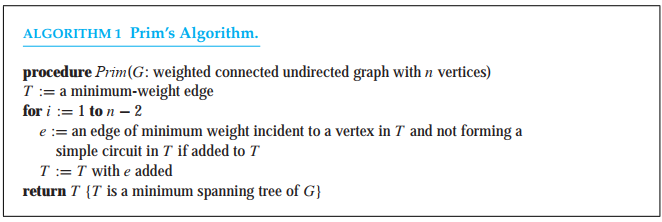 ALGORITHM 1 Prim's Algorithm.
procedure Prim(G: weighted connected undirected graph with n vertices)
T := a minimum-weight edge
for i := 1 to n − 2
e := an edge of minimum weight incident to a vertex in T and not forming a
simple circuit in T if added to T
T := T with e added
return T {T is a minimum spanning tree of G}